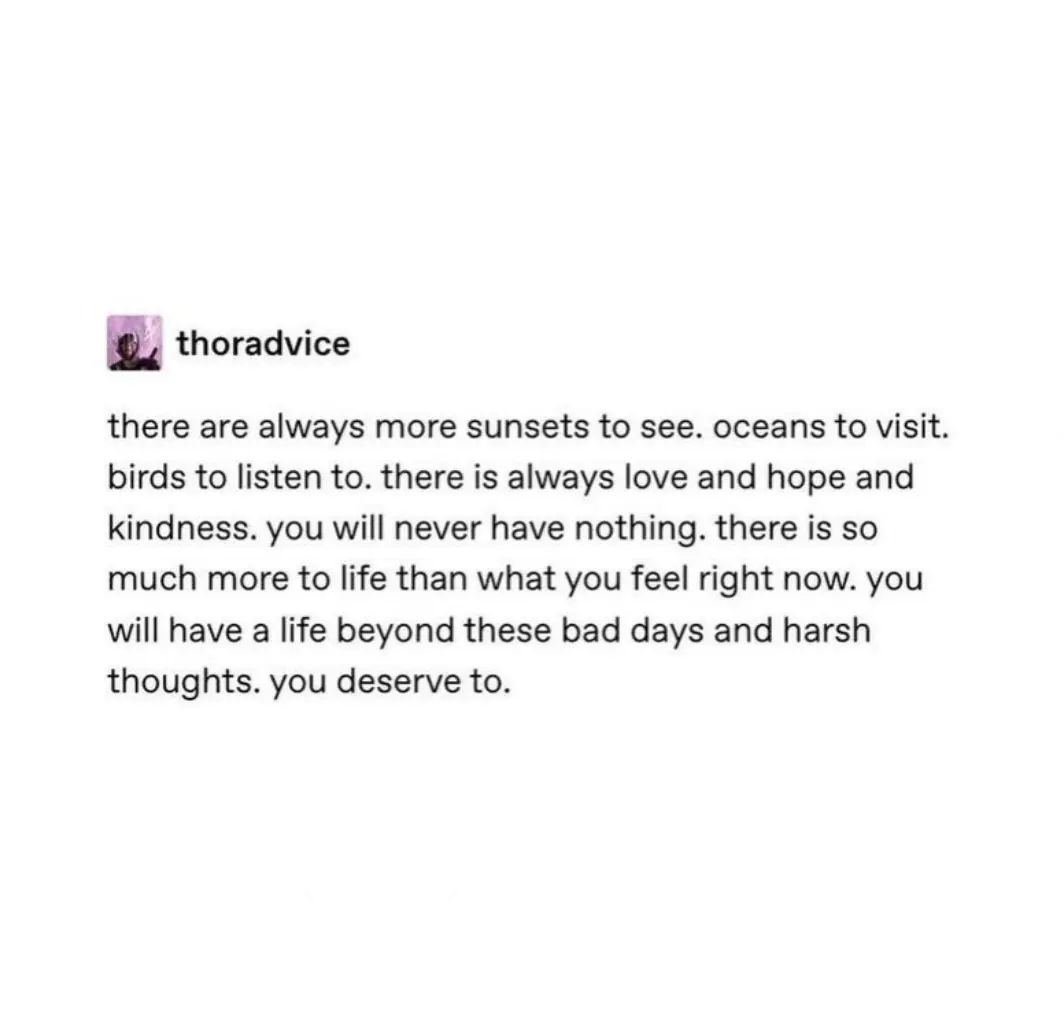 thoradvice
there are always more sunsets to see. oceans to visit.
birds to listen to. there is always love and hope and
kindness. you will never have nothing. there is so
much more to life than what you feel right now. you
will have a life beyond these bad days and harsh
thoughts. you deserve to.